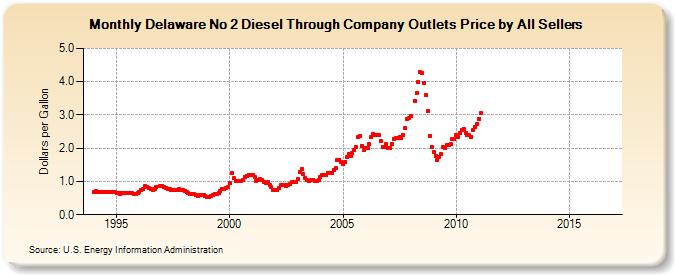 Monthly Delaware No 2 Diesel Through Company Outlets Price by All Sellers
Dollars per Gallon
5.0
4.0
3.0
2.0
1.0
0.0
1995 2000 2005 2010 2015
Source: U.S. Energy Information Administration